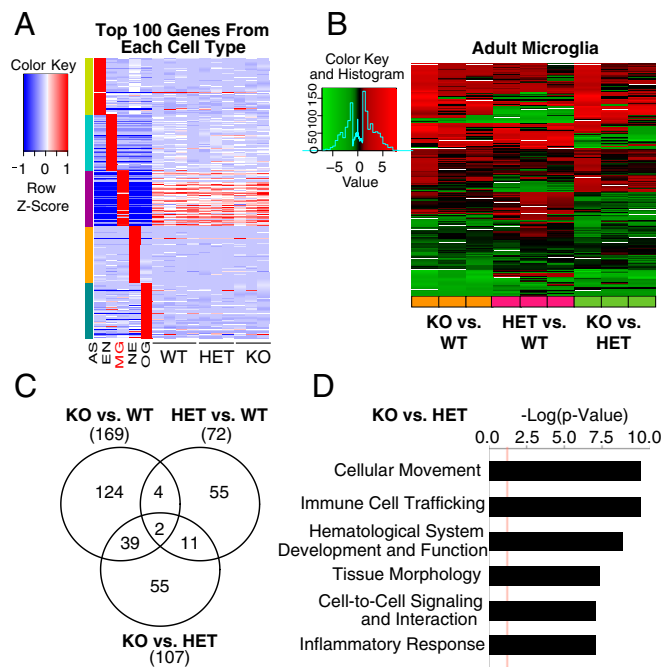 A
Top 100 Genes From
Each Cell Type
Color Key
-1 0 1
Row
Z-Score
AS
EN
MG
NE
OG
WT HET KO
B
Adult Microglia
Color Key
and Histogram
0 50 100 150
−5 0 5
Value
KO vs.
WT
HET vs.
WT
KO vs.
HET
C
KO vs. WT
(169)
HET vs. WT
(72)
124 4 55
2
39 11
55
KO vs. HET
(107)
D
KO vs. HET
-Log(p-Value)
0.0 2.5 5.0 7.5 10.0
Cellular Movement
Immune Cell Trafficking
Hematological System
Development and Function
Tissue Morphology
Cell-to-Cell Signaling
and Interaction
Inflammatory Response